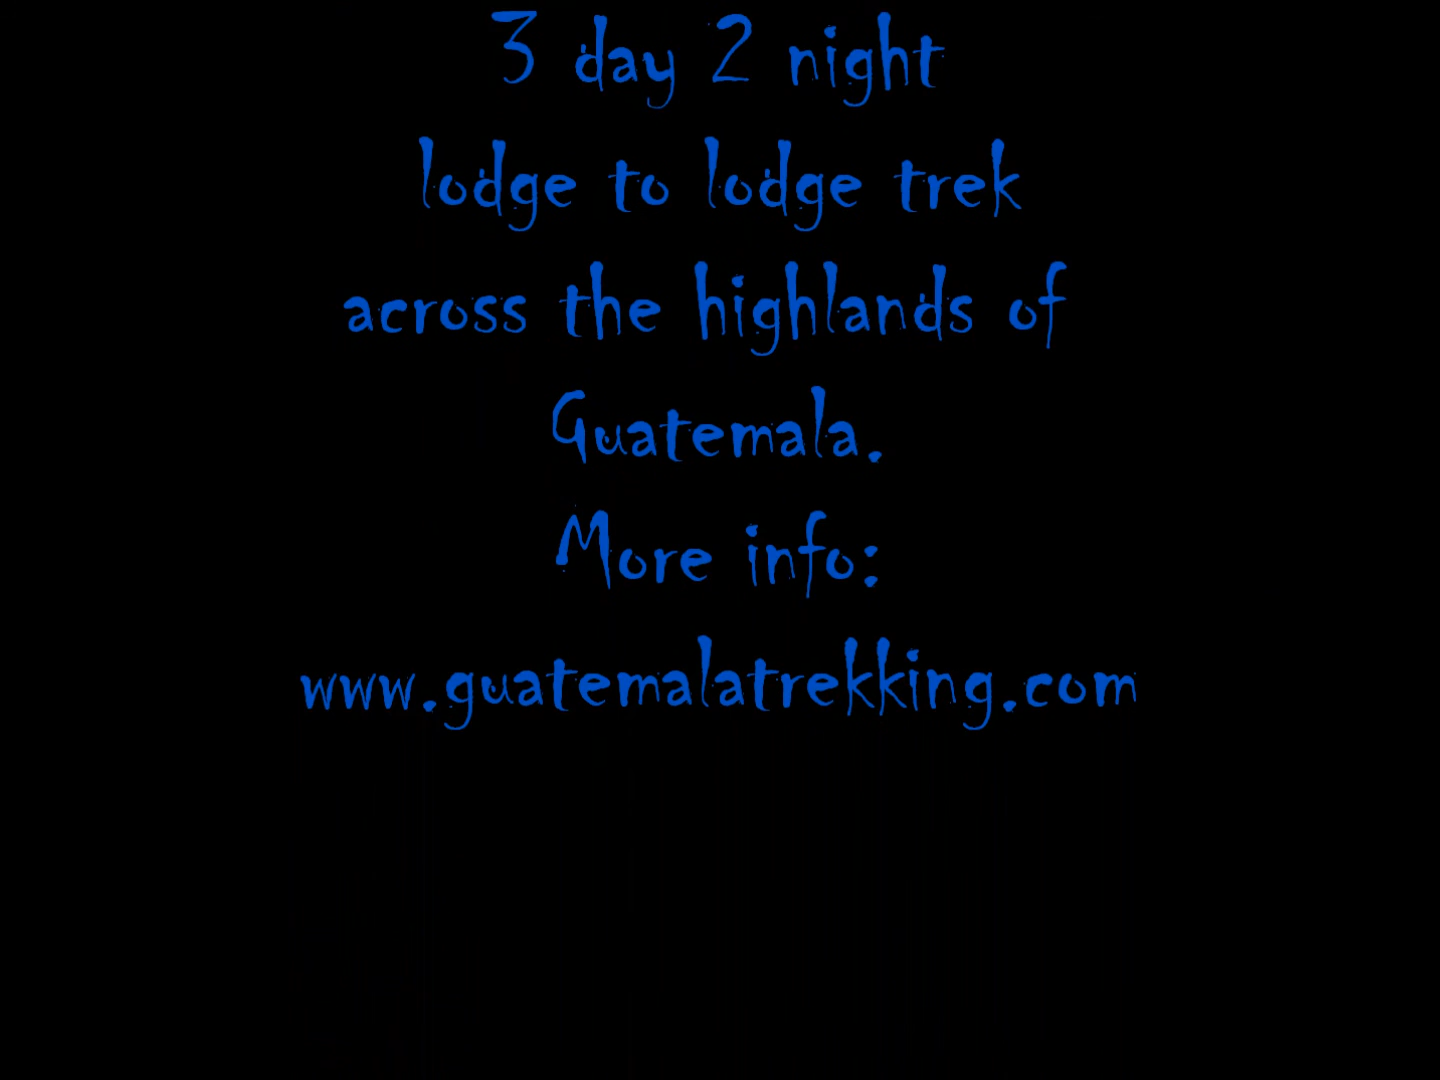 3 day 2 night
lodge to lodge trek
across the highlands of
Guatemala.
More info:
www.guatemalatrekking.com